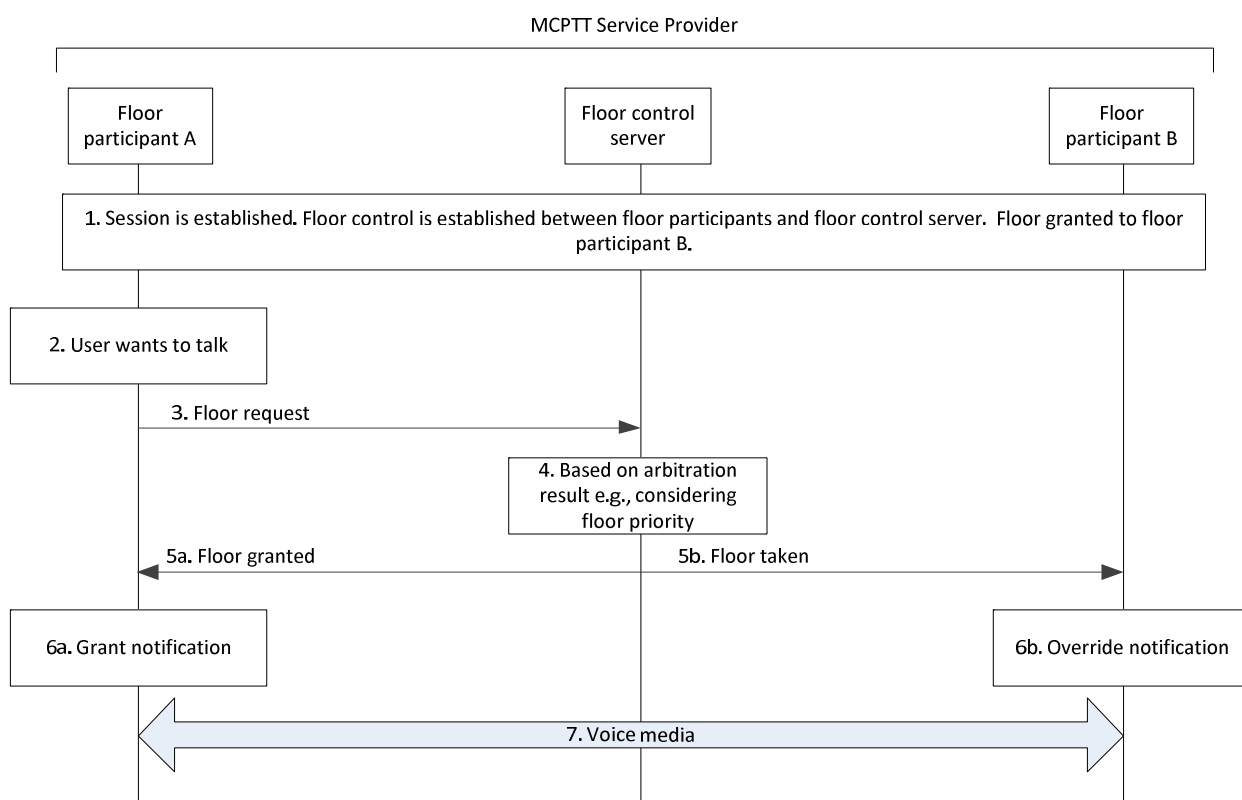 MCPTT Service Provider
Floor
participant A
Floor control
server
Floor
participant B
1. Session is established. Floor control is established between floor participants and floor control server. Floor granted to floor
participant B.
2. User wants to talk
3. Floor request
4. Based on arbitration
result e.g., considering
floor priority
5a. Floor granted
5b. Floor taken
6a. Grant notification
6b. Override notification
7. Voice media